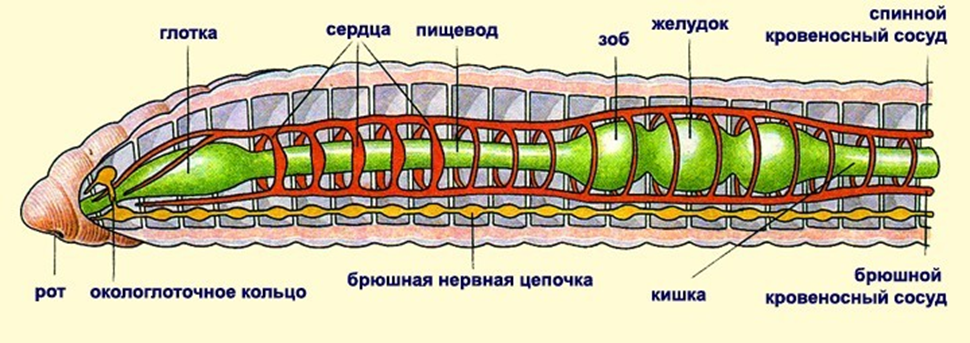 глотка
сердца
пищевод
зоб
желудок
спинной
кровеносный сосуд
рот
окологлоточное кольцо
брюшная нервная цепочка
кишка
брюшной
кровеносный сосуд